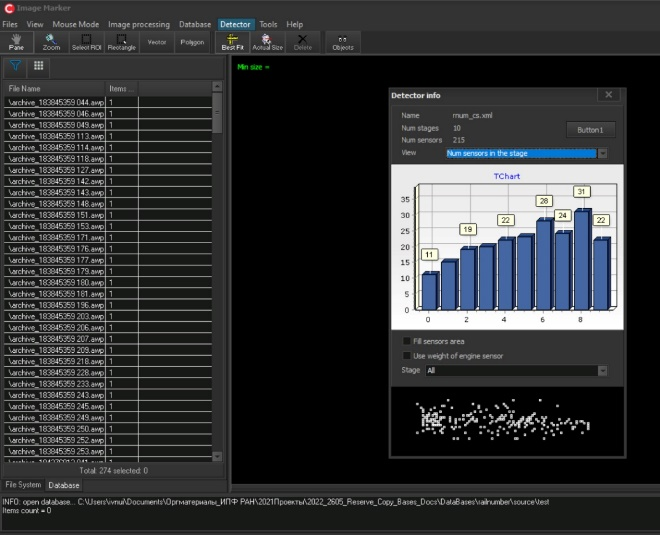 Image Marker
Files View Mouse Mode Image processing Database Detector Tools Help
Pane Zoom Select ROI Rectangle Vector Polygon Best Fit Actual Size Delete Objects
Min size =
File Name Items ...
\archive_183845359 044.awp 1
\archive_183845359 046.awp 1
\archive_183845359 049.awp 1
\archive_183845359 113.awp 1
\archive_183845359 114.awp 1
\archive_183845359 118.awp 1
\archive_183845359 127.awp 1
\archive_183845359 142.awp 1
\archive_183845359 143.awp 1
\archive_183845359 148.awp 1
\archive_183845359 151.awp 1
\archive_183845359 153.awp 1
\archive_183845359 171.awp 1
\archive_183845359 176.awp 1
\archive_183845359 177.awp 1
\archive_183845359 179.awp 1
\archive_183845359 180.awp 1
\archive_183845359 181.awp 1
\archive_183845359 196.awp 1
\archive_183845359 203.awp 1
\archive_183845359 206.awp 1
\archive_183845359 207.awp 1
\archive_183845359 209.awp 1
\archive_183845359 218.awp 1
\archive_183845359 228.awp 1
\archive_183845359 233.awp 1
\archive_183845359 243.awp 1
\archive_183845359 245.awp 1
\archive_183845359 249.awp 1
\archive_183845359 250.awp 1
\archive_183845359 252.awp 1
\archive_183845359 253.awp 1
Total: 274 selected: 0
File System Database
Detector info
Name rnum_cs.xml
Num stages 10
Num sensors 215
Button1
View Num sensors in the stage
TChart
35
30
25
20
15
10
5
0
11 19 22 28 24 31 22
0 2 4 6 8
Fill sensors area
Use weight of engine sensor
Stage All
INFO: open database... C:\Users\ivnui\Documents\Оргматериалы_ИПФ РАН\2021Проекты\2022_2605_Reserve_Copy_Bases_Docs\DataBases\railnumber\source\test
Items count = 0